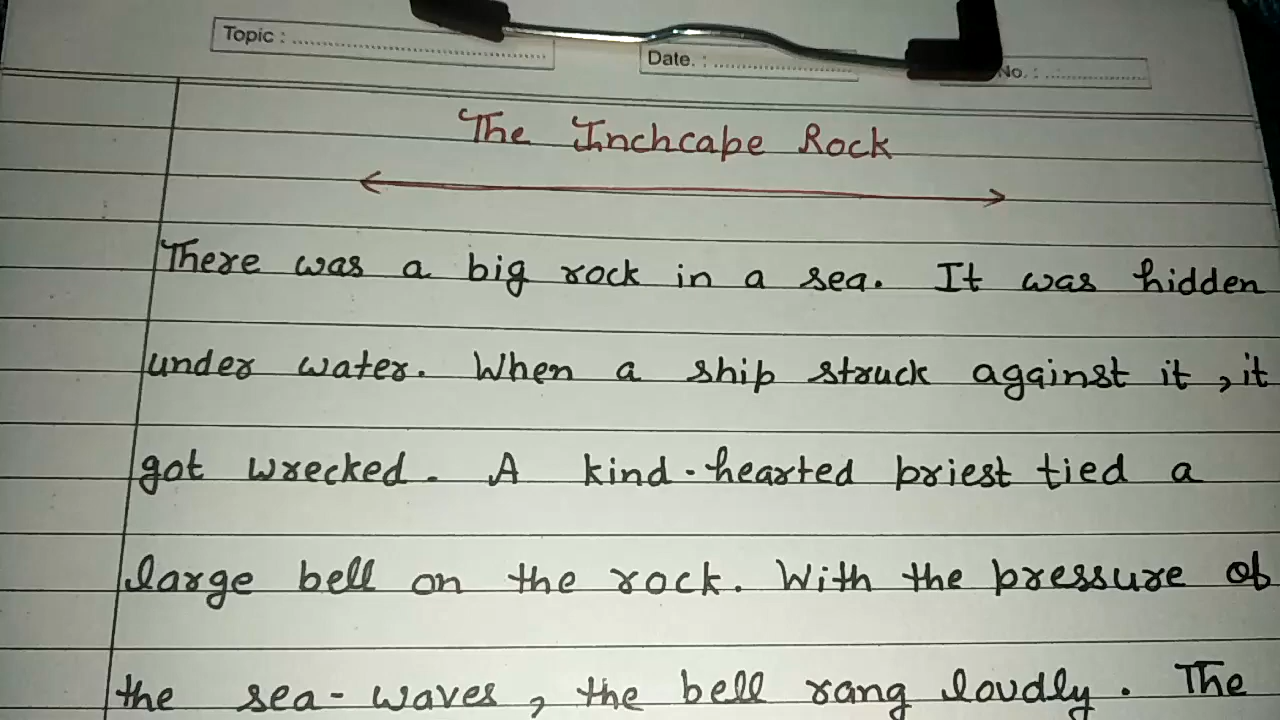 Topic : ........................................
Date. : ..............................
No. : ......................
The Inchcape Rock
There was a big rock in a sea. It was hidden
under water. When a ship struck against it, it
got wrecked. A kind-hearted priest tied a
large bell on the rock. With the pressure of
the sea-waves, the bell rang loudly. The